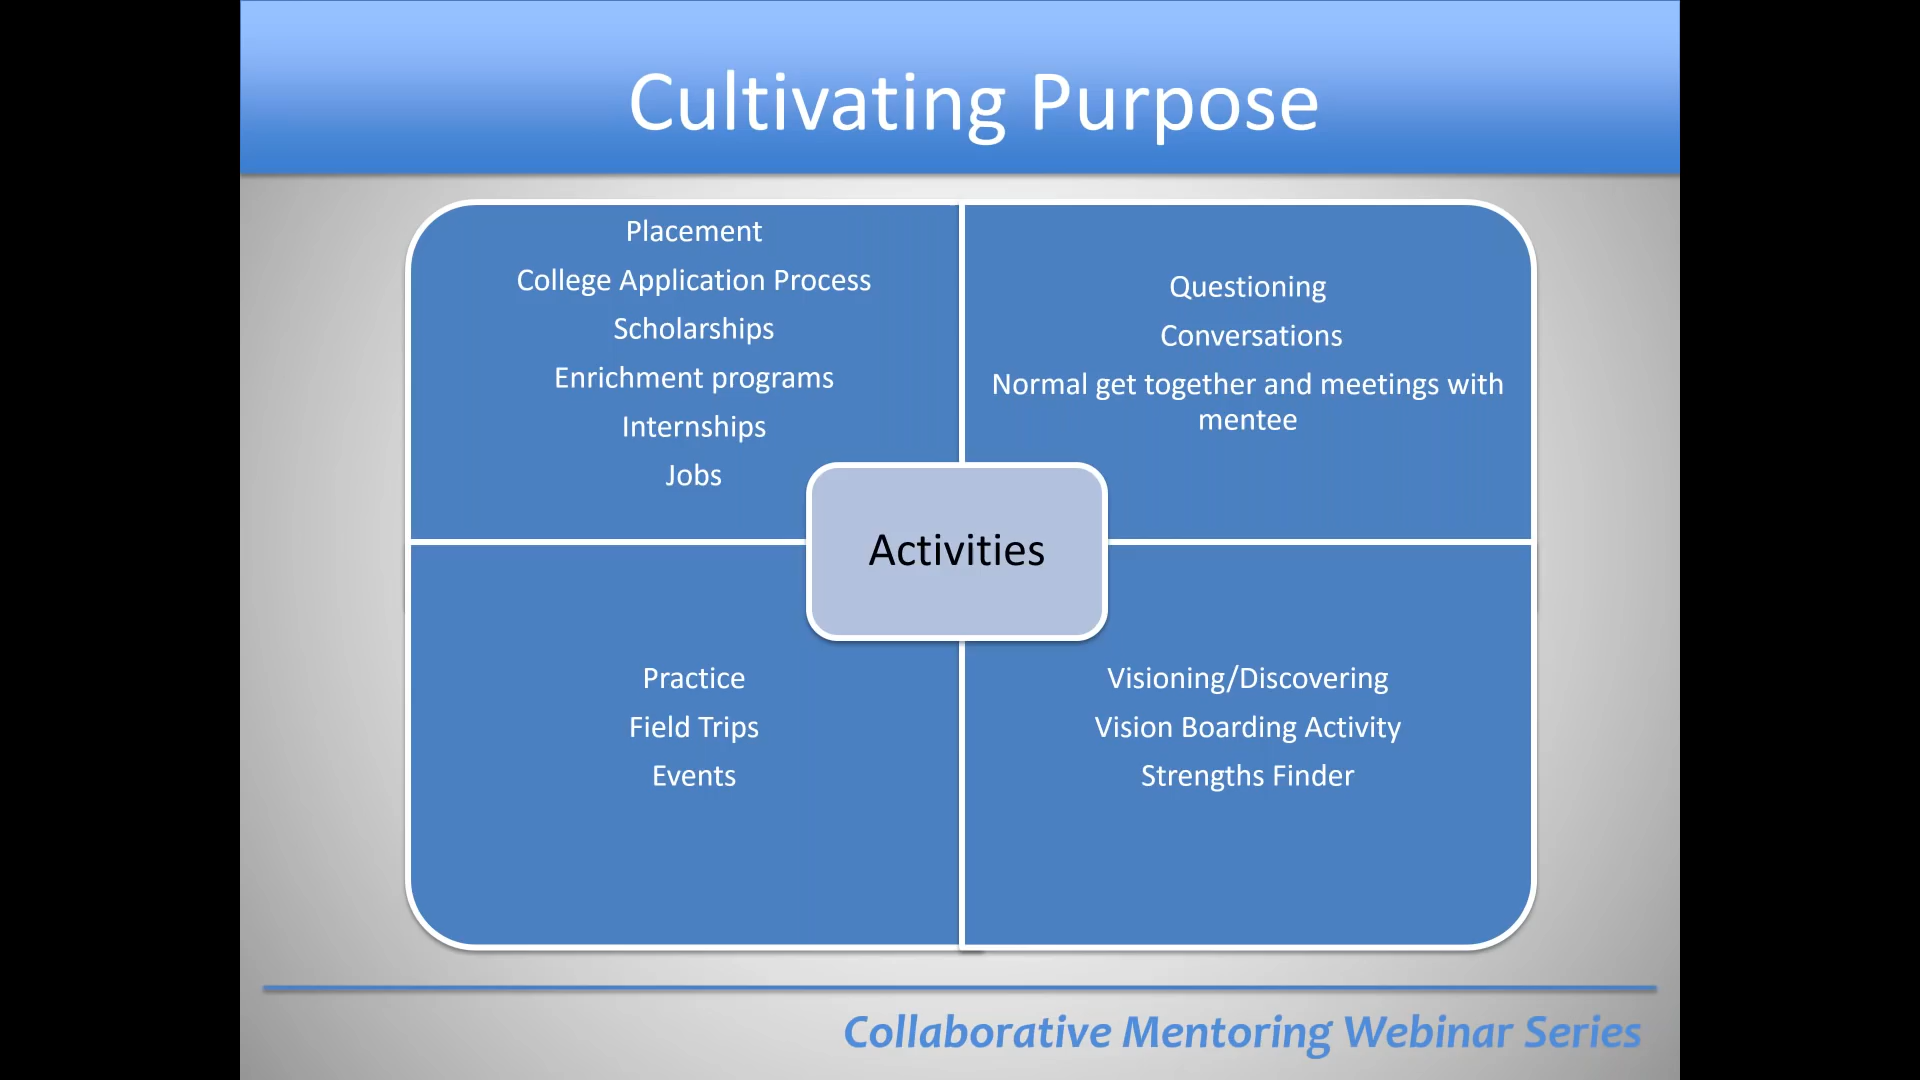 Cultivating Purpose
Placement
College Application Process
Scholarships
Enrichment programs
Internships
Jobs
Questioning
Conversations
Normal get together and meetings with
mentee
Activities
Practice
Field Trips
Events
Visioning/Discovering
Vision Boarding Activity
Strengths Finder
Collaborative Mentoring Webinar Series